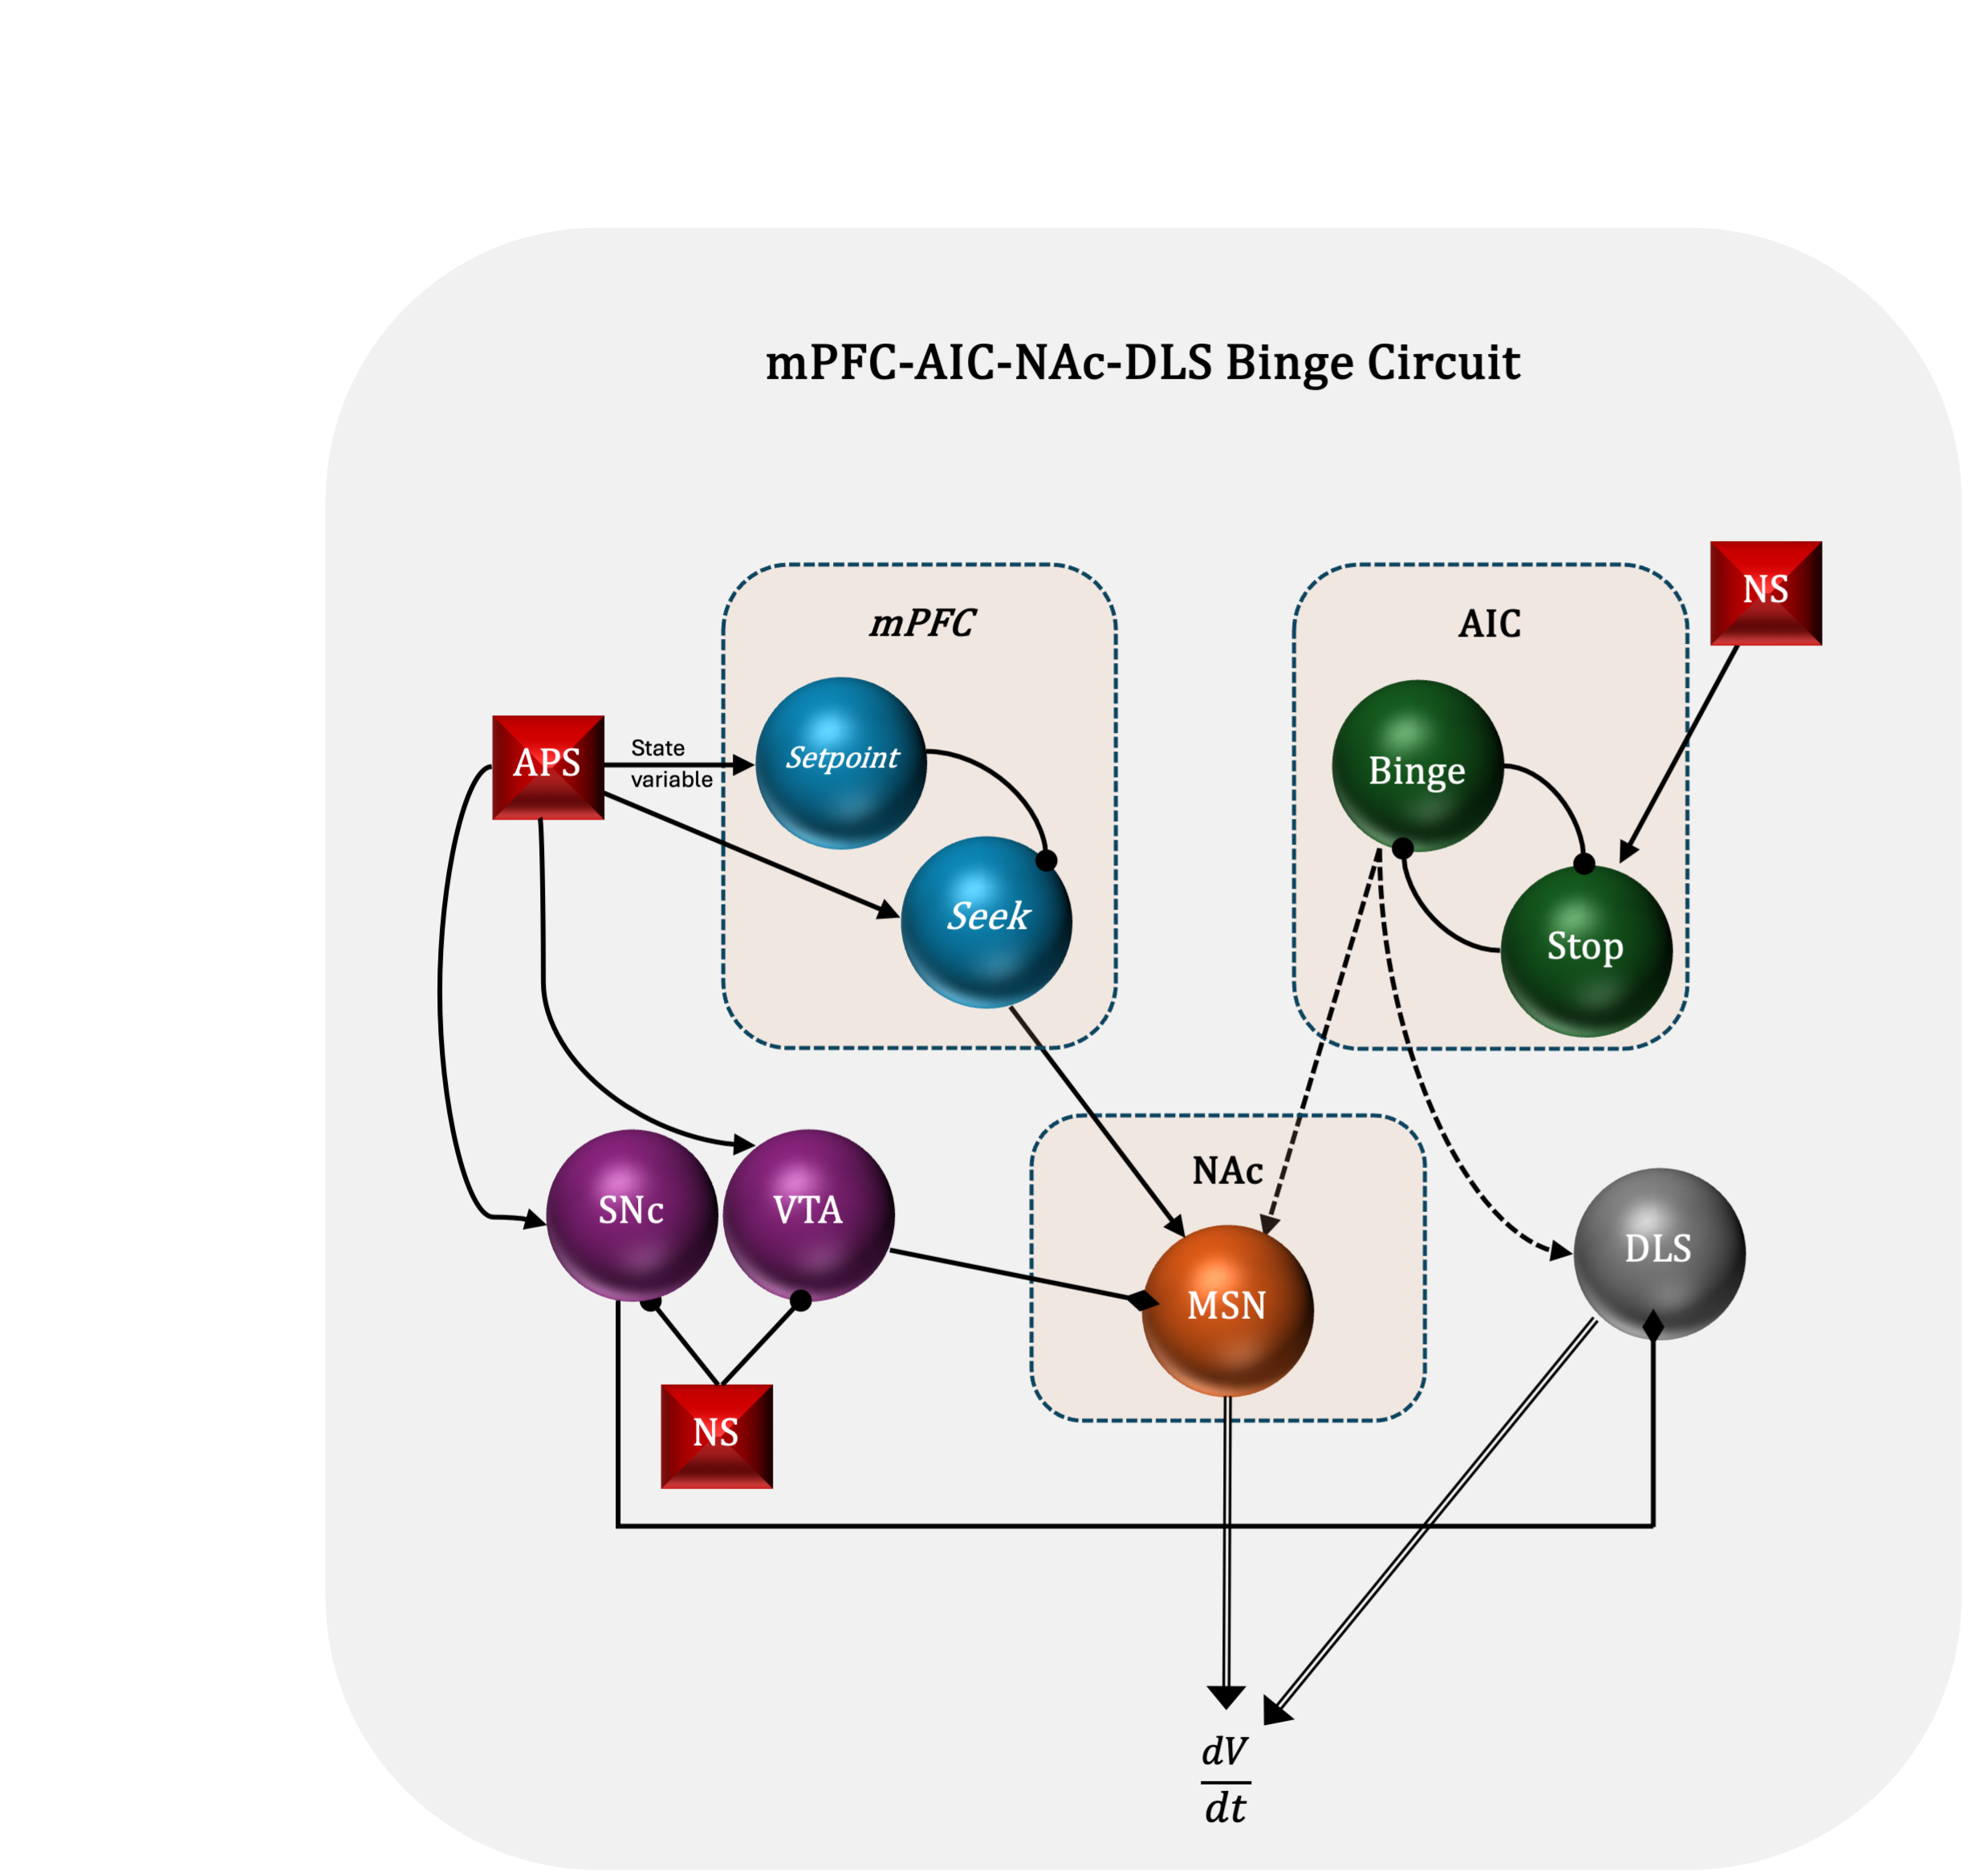 mPFC-AIC-NAc-DLS Binge Circuit
NS
mPFC
AIC
APS
State
variable
Setpoint
Binge
Seek
Stop
NAc
SNc
VTA
DLS
MSN
NS
dV
dt